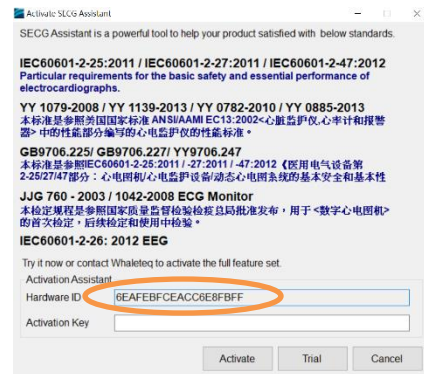 Activate SECG Assistant
SECG Assistant is a powerful tool to help your product satisfied with below standards.
IEC60601-2-25:2011 / IEC60601-2-27:2011 / IEC60601-2-47:2012
Particular requirements for the basic safety and essential performance of
electrocardiographs.
YY 1079-2008 / YY 1139-2013 / YY 0782-2010 / YY 0885-2013
本标准是参照美国国家标准 ANSI/AAMI EC13:2002<心脏监护仪,心率计和报警
器> 中的性能部分编写的心电监护仪的性能标准。
GB9706.225/ GB9706.227/ YY9706.247
本标准是参照IEC60601-2-25:2011 / -27:2011 / -47:2012《医用电气设备第
2-25/27/47部分：心电图机/心电监护设备/动态心电图系统的基本安全和基本性
JJG 760 - 2003 / 1042-2008 ECG Monitor
本检定规程是参照国家质量监督检验检疫总局批准发布，用于 <数字心电图机>
的首次检定，后续检定和使用中检验。
IEC60601-2-26: 2012 EEG
Try it now or contact Whaleteq to activate the full feature set.
Activation Assistant
Hardware ID 6EAFEBFCEACC6E8FBFF
Activation Key
Activate Trial Cancel